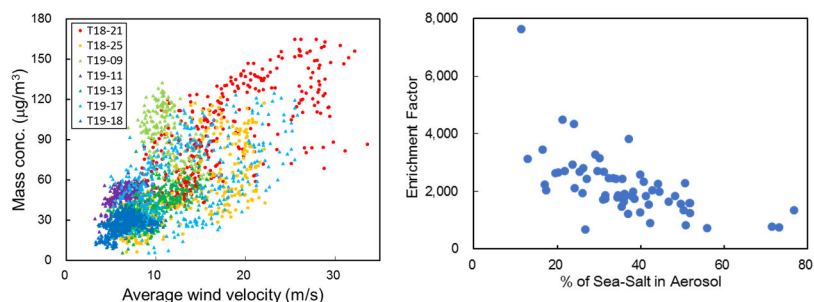 180
150
120
90
60
30
0
Mass conc. (μg/m³)
T18-21
T18-25
T19-09
T19-11
T19-13
T19-17
T19-18
0 10 20 30
Average wind velocity (m/s)
8,000
6,000
4,000
2,000
0
Enrichment Factor
0 20 40 60 80
% of Sea-Salt in Aerosol